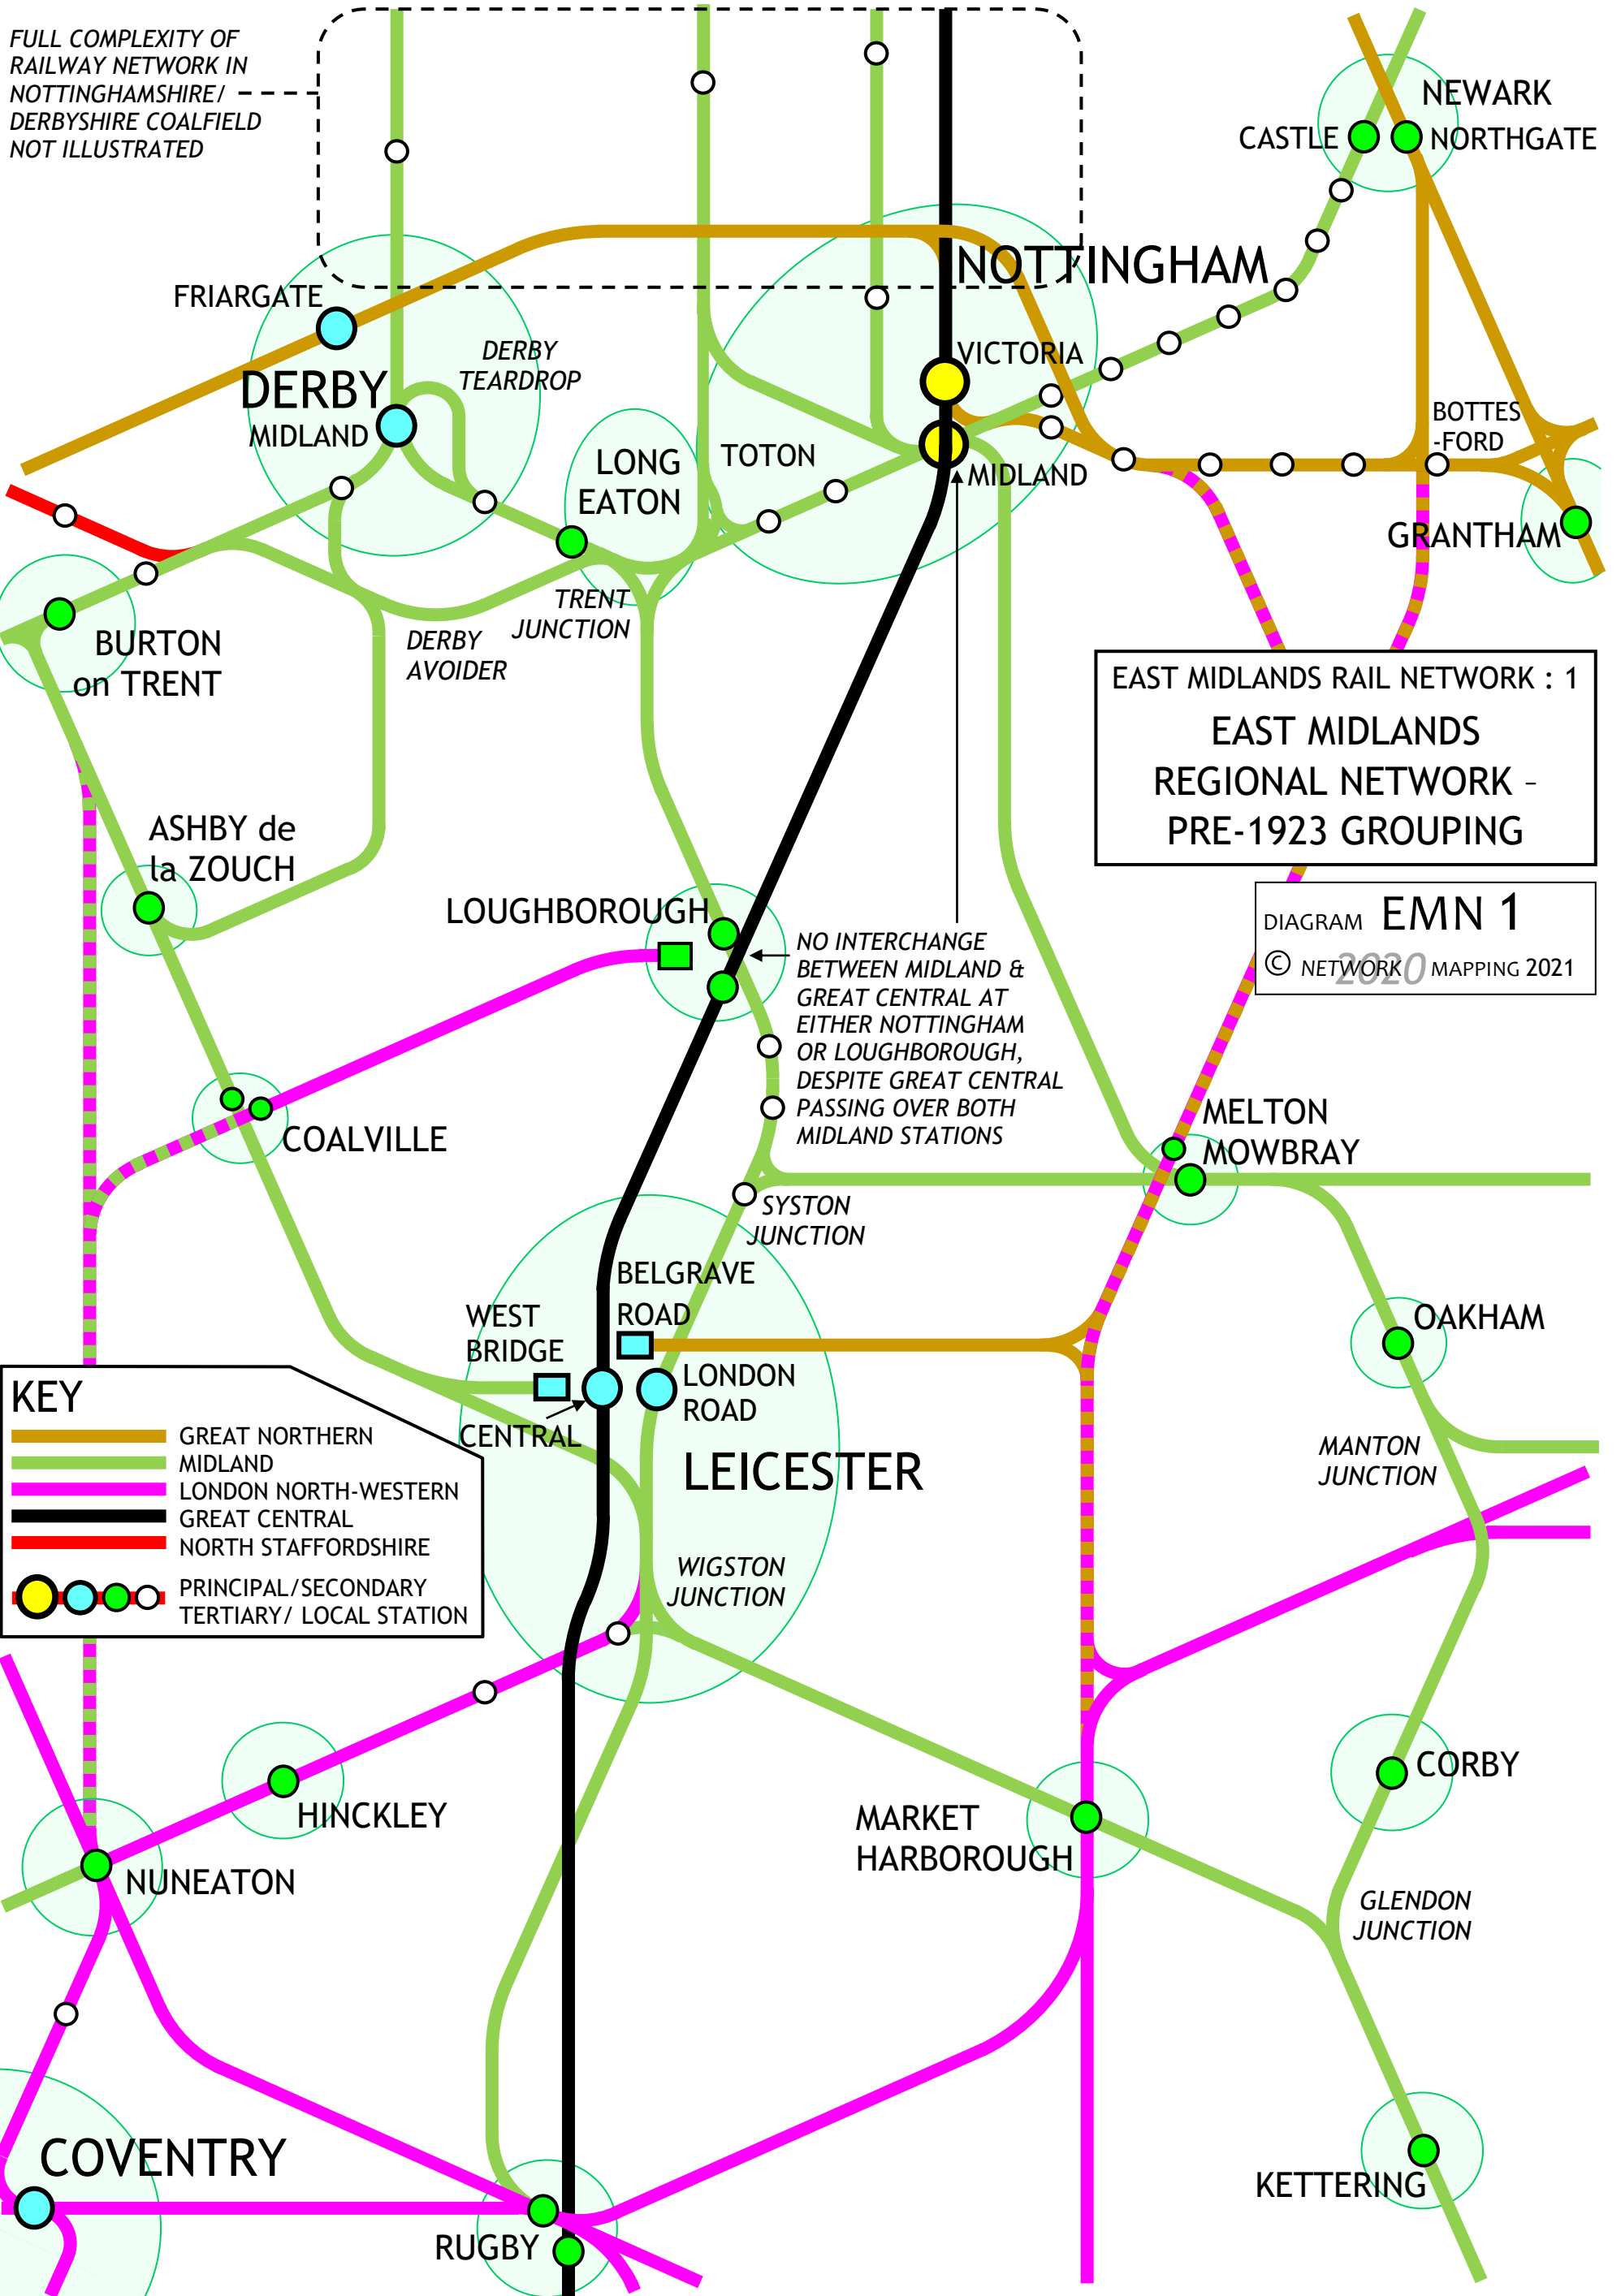 FULL COMPLEXITY OF
RAILWAY NETWORK IN
NOTTINGHAMSHIRE/
DERBYSHIRE COALFIELD
NOT ILLUSTRATED
NEWARK
CASTLE
NORTHGATE
NOTTINGHAM
FRIARGATE
DERBY
TEARDROP
VICTORIA
DERBY
MIDLAND
BOTTES
-FORD
LONG
EATON
TOTON
MIDLAND
GRANTHAM
TRENT
JUNCTION
BURTON
on TRENT
DERBY
AVOIDER
EAST MIDLANDS RAIL NETWORK : 1
EAST MIDLANDS
REGIONAL NETWORK -
PRE-1923 GROUPING
ASHBY de
la ZOUCH
DIAGRAM EMN 1
© NETWORK 2020 MAPPING 2021
LOUGHBOROUGH
NO INTERCHANGE
BETWEEN MIDLAND &
GREAT CENTRAL AT
EITHER NOTTINGHAM
OR LOUGHBOROUGH,
DESPITE GREAT CENTRAL
PASSING OVER BOTH
MIDLAND STATIONS
COALVILLE
MELTON
MOWBRAY
SYSTON
JUNCTION
BELGRAVE
ROAD
WEST
BRIDGE
OAKHAM
LONDON
ROAD
CENTRAL
LEICESTER
MANTON
JUNCTION
KEY
GREAT NORTHERN
MIDLAND
LONDON NORTH-WESTERN
GREAT CENTRAL
NORTH STAFFORDSHIRE
PRINCIPAL/SECONDARY
TERTIARY/ LOCAL STATION
WIGSTON
JUNCTION
HINCKLEY
CORBY
MARKET
HARBOROUGH
NUNEATON
GLENDON
JUNCTION
COVENTRY
KETTERING
RUGBY